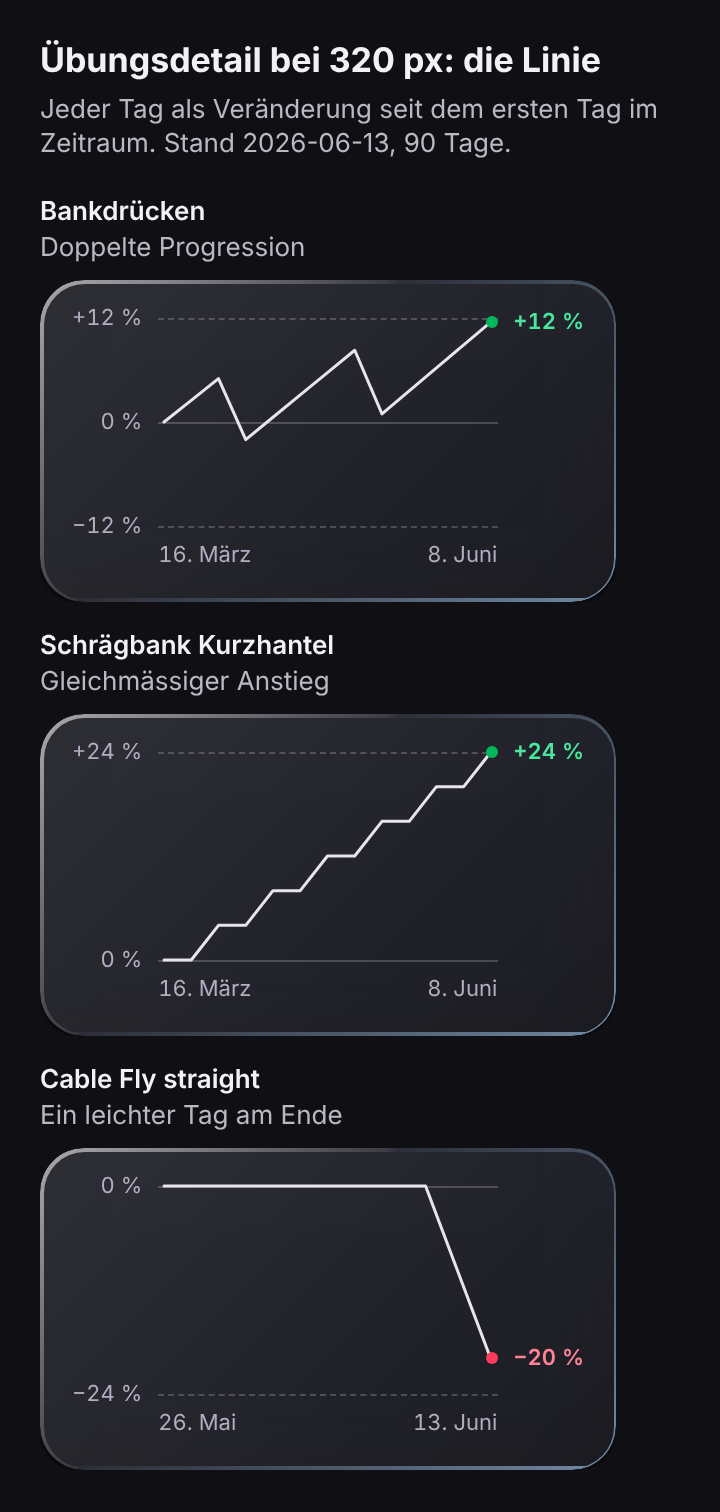 Übungsdetail bei 320 px: die Linie
Jeder Tag als Veränderung seit dem ersten Tag im
Zeitraum. Stand 2026-06-13, 90 Tage.
Bankdrücken
Doppelte Progression
+12 %
+12 %
0 %
−12 %
16. März
8. Juni
Schrägbank Kurzhantel
Gleichmässiger Anstieg
+24 %
+24 %
0 %
16. März
8. Juni
Cable Fly straight
Ein leichter Tag am Ende
0 %
−20 %
−24 %
26. Mai
13. Juni